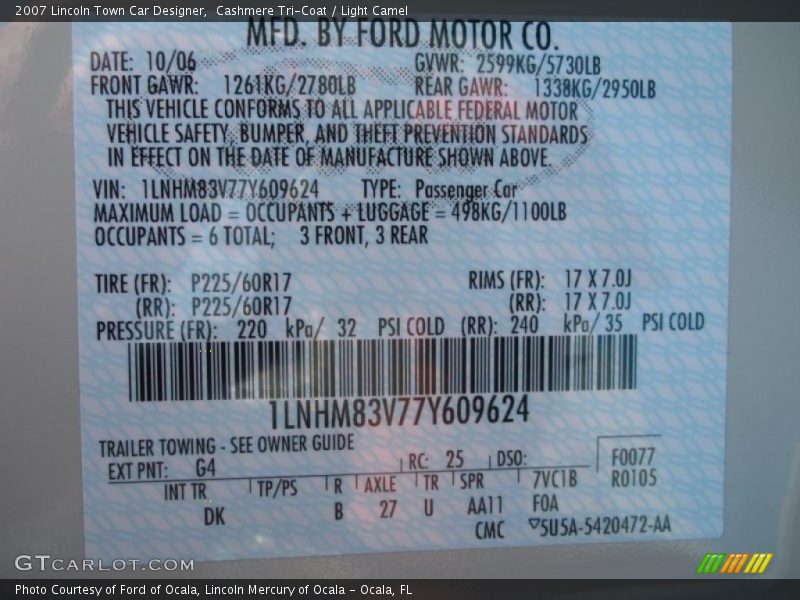 2007 Lincoln Town Car Designer,  Cashmere Tri-Coat / Light Camel
MFD. BY FORD MOTOR CO.
DATE: 10/06 GVWR: 2599KG/5730LB
FRONT GAWR: 1261KG/2780LB REAR GAWR: 1338KG/2950LB
THIS VEHICLE CONFORMS TO ALL APPLICABLE FEDERAL MOTOR
VEHICLE SAFETY, BUMPER, AND THEFT PREVENTION STANDARDS
IN EFFECT ON THE DATE OF MANUFACTURE SHOWN ABOVE.
VIN: 1LNHM83V77Y609624 TYPE: Passenger Car
MAXIMUM LOAD = OCCUPANTS + LUGGAGE = 498KG/1100LB
OCCUPANTS = 6 TOTAL; 3 FRONT, 3 REAR
TIRE (FR): P225/60R17 RIMS (FR): 17 X 7.0J
(RR): P225/60R17 (RR): 17 X 7.0J
PRESSURE (FR): 220 kPa/ 32 PSI COLD (RR): 240 kPa/ 35 PSI COLD
1LNHM83V77Y609624
TRAILER TOWING - SEE OWNER GUIDE
EXT PNT: G4 RC: 25 DSO: F0077
INT TR TP/PS R AXLE TR SPR 7VC1B R0105
DK B 27 U AA11 F0A
CMC 5U5A-5420472-AA
GTCARLOT.COM
Photo Courtesy of Ford of Ocala, Lincoln Mercury of Ocala - Ocala, FL